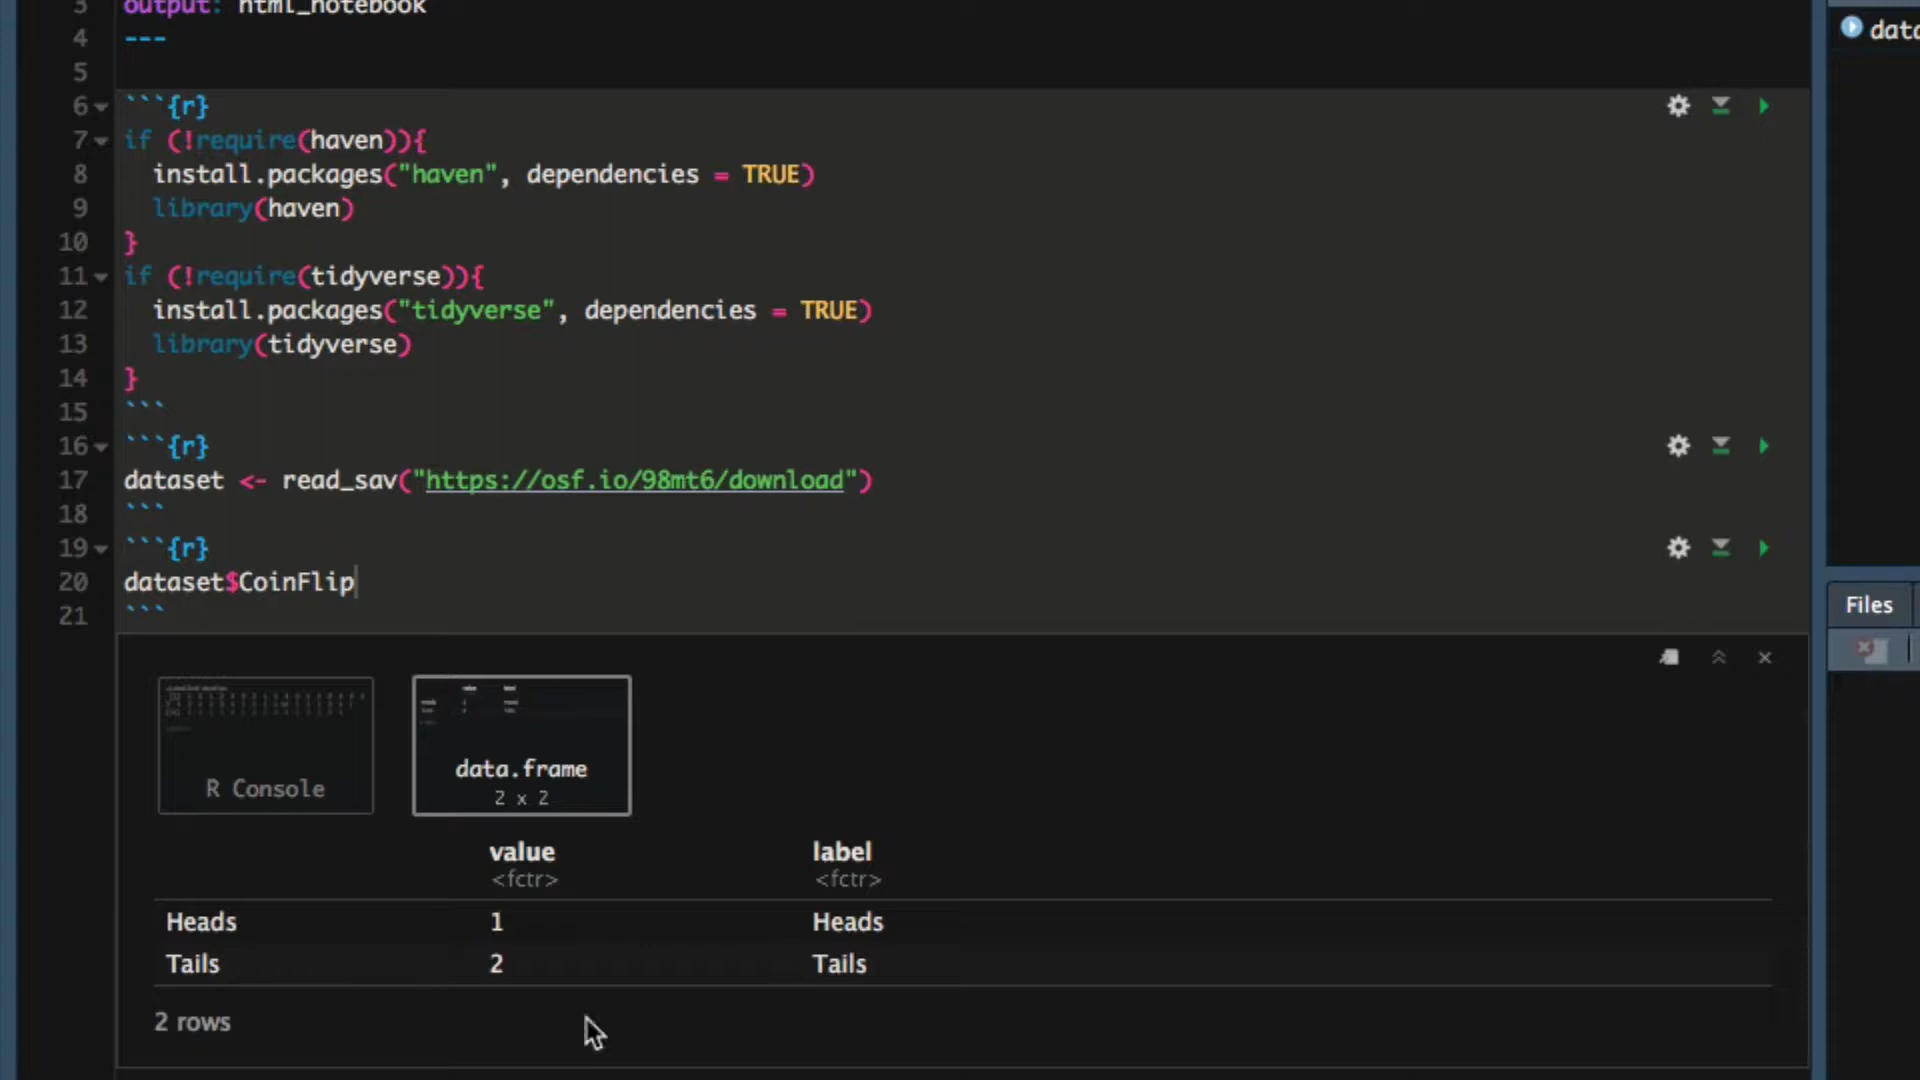 3 output: html_notebook
4 ---
5
6 ```{r}
7 if (!require(haven)){
8 install.packages("haven", dependencies = TRUE)
9 library(haven)
10 }
11 if (!require(tidyverse)){
12 install.packages("tidyverse", dependencies = TRUE)
13 library(tidyverse)
14 }
15 ```
16 ```{r}
17 dataset <- read_sav("https://osf.io/98mt6/download")
18 ```
19 ```{r}
20 dataset$CoinFlip
21 ```
R Console
data.frame
2 x 2
value label
<fctr> <fctr>
Heads 1 Heads
Tails 2 Tails
2 rows
Files